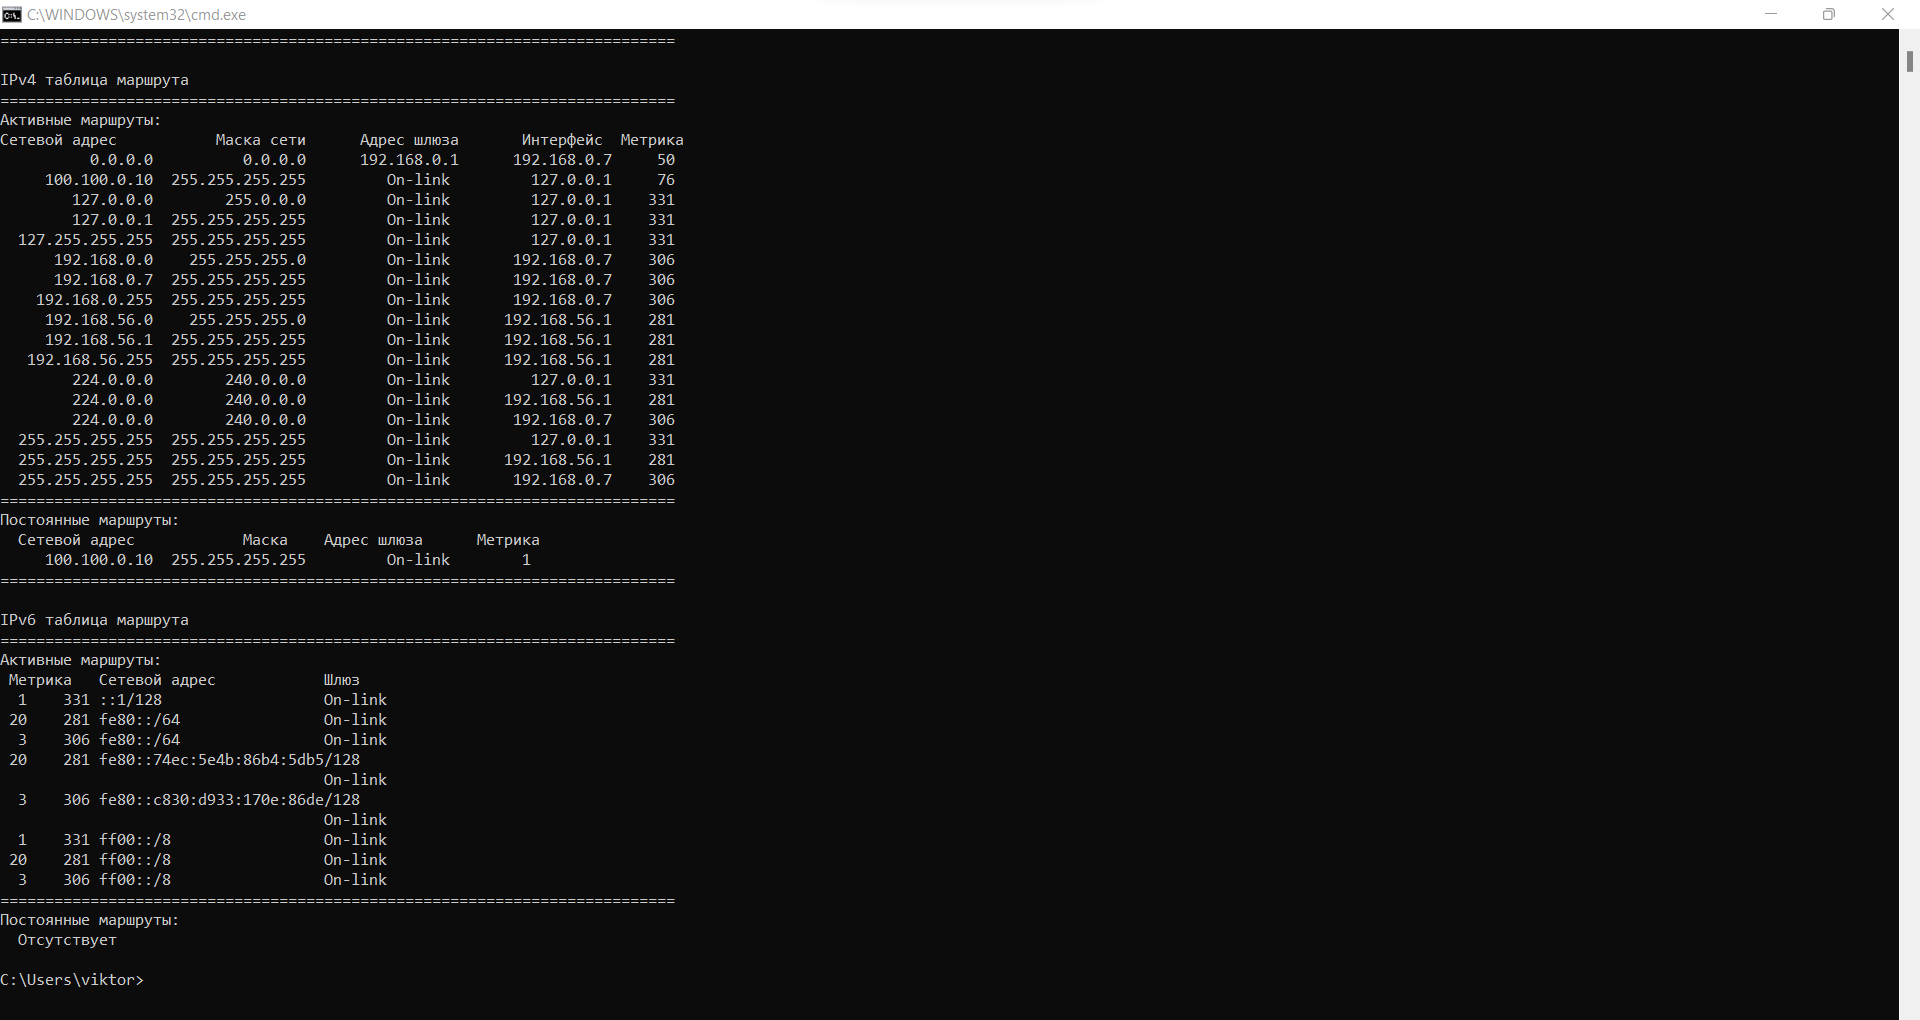 C:\WINDOWS\system32\cmd.exe
===========================================================================
IPv4 таблица маршрута
===========================================================================
Активные маршруты:
Сетевой адрес           Маска сети      Адрес шлюза       Интерфейс  Метрика
          0.0.0.0          0.0.0.0      192.168.0.1      192.168.0.7     50
     100.100.0.10  255.255.255.255         On-link         127.0.0.1     76
        127.0.0.0        255.0.0.0         On-link         127.0.0.1    331
        127.0.0.1  255.255.255.255         On-link         127.0.0.1    331
  127.255.255.255  255.255.255.255         On-link         127.0.0.1    331
      192.168.0.0    255.255.255.0         On-link       192.168.0.7    306
      192.168.0.7  255.255.255.255         On-link       192.168.0.7    306
    192.168.0.255  255.255.255.255         On-link       192.168.0.7    306
     192.168.56.0    255.255.255.0         On-link      192.168.56.1    281
     192.168.56.1  255.255.255.255         On-link      192.168.56.1    281
   192.168.56.255  255.255.255.255         On-link      192.168.56.1    281
        224.0.0.0        240.0.0.0         On-link         127.0.0.1    331
        224.0.0.0        240.0.0.0         On-link      192.168.56.1    281
        224.0.0.0        240.0.0.0         On-link       192.168.0.7    306
  255.255.255.255  255.255.255.255         On-link         127.0.0.1    331
  255.255.255.255  255.255.255.255         On-link      192.168.56.1    281
  255.255.255.255  255.255.255.255         On-link       192.168.0.7    306
===========================================================================
Постоянные маршруты:
  Сетевой адрес            Маска    Адрес шлюза      Метрика
     100.100.0.10  255.255.255.255         On-link        1
===========================================================================
IPv6 таблица маршрута
===========================================================================
Активные маршруты:
 Метрика   Сетевой адрес            Шлюз
  1    331 ::1/128                  On-link
 20    281 fe80::/64                On-link
  3    306 fe80::/64                On-link
 20    281 fe80::74ec:5e4b:86b4:5db5/128
                                    On-link
  3    306 fe80::c830:d933:170e:86de/128
                                    On-link
  1    331 ff00::/8                 On-link
 20    281 ff00::/8                 On-link
  3    306 ff00::/8                 On-link
===========================================================================
Постоянные маршруты:
  Отсутствует
C:\Users\viktor>